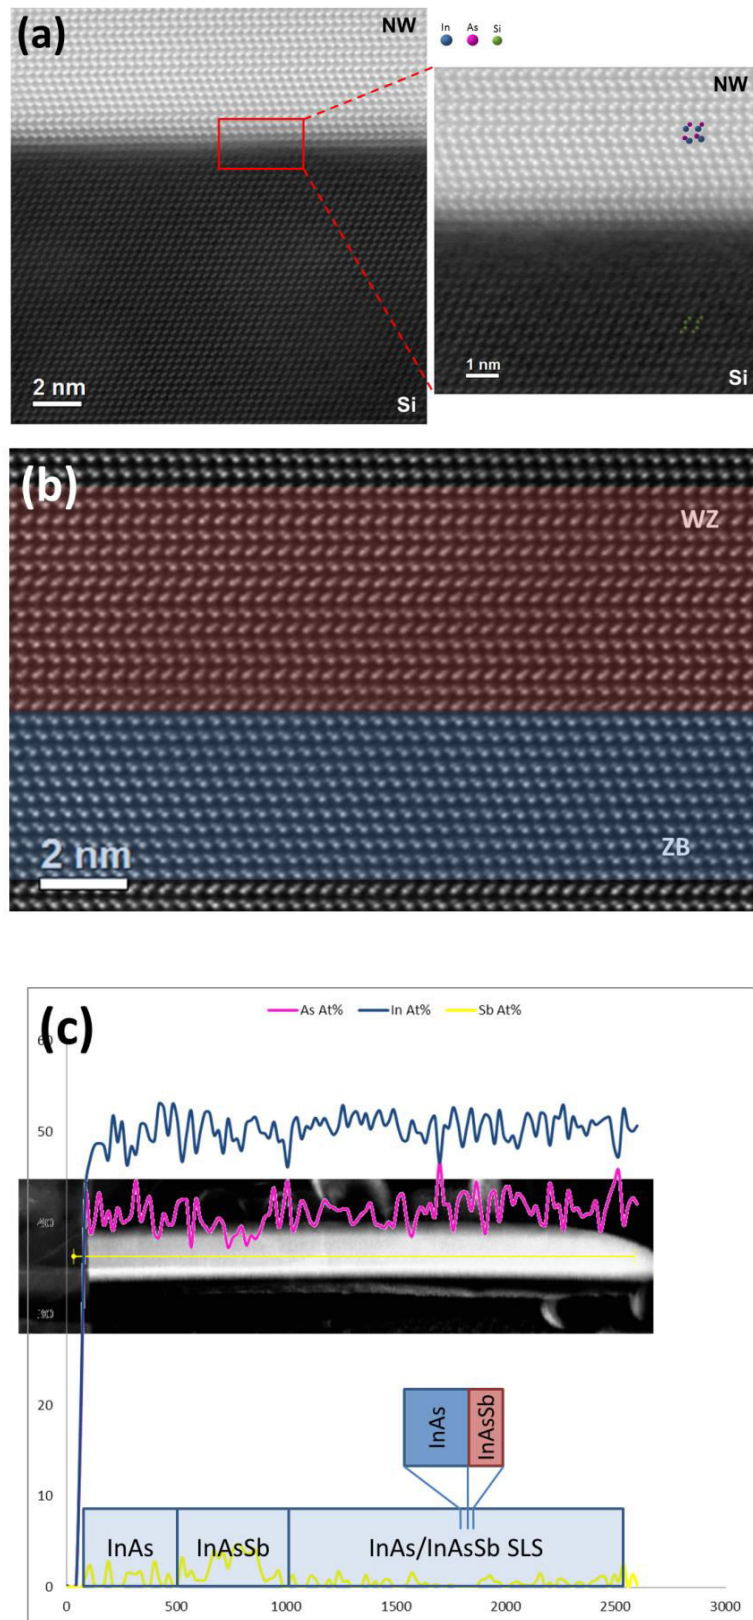 (a)
NW
In As Si
NW
2 nm
Si
1 nm
Si
(b)
WZ
ZB
2 nm
(c)
As At% In At% Sb At%
60
50
40
30
20
10
0
InAs
InAsSb
InAs
InAsSb
InAs/InAsSb SLS
0 500 1000 1500 2000 2500 3000